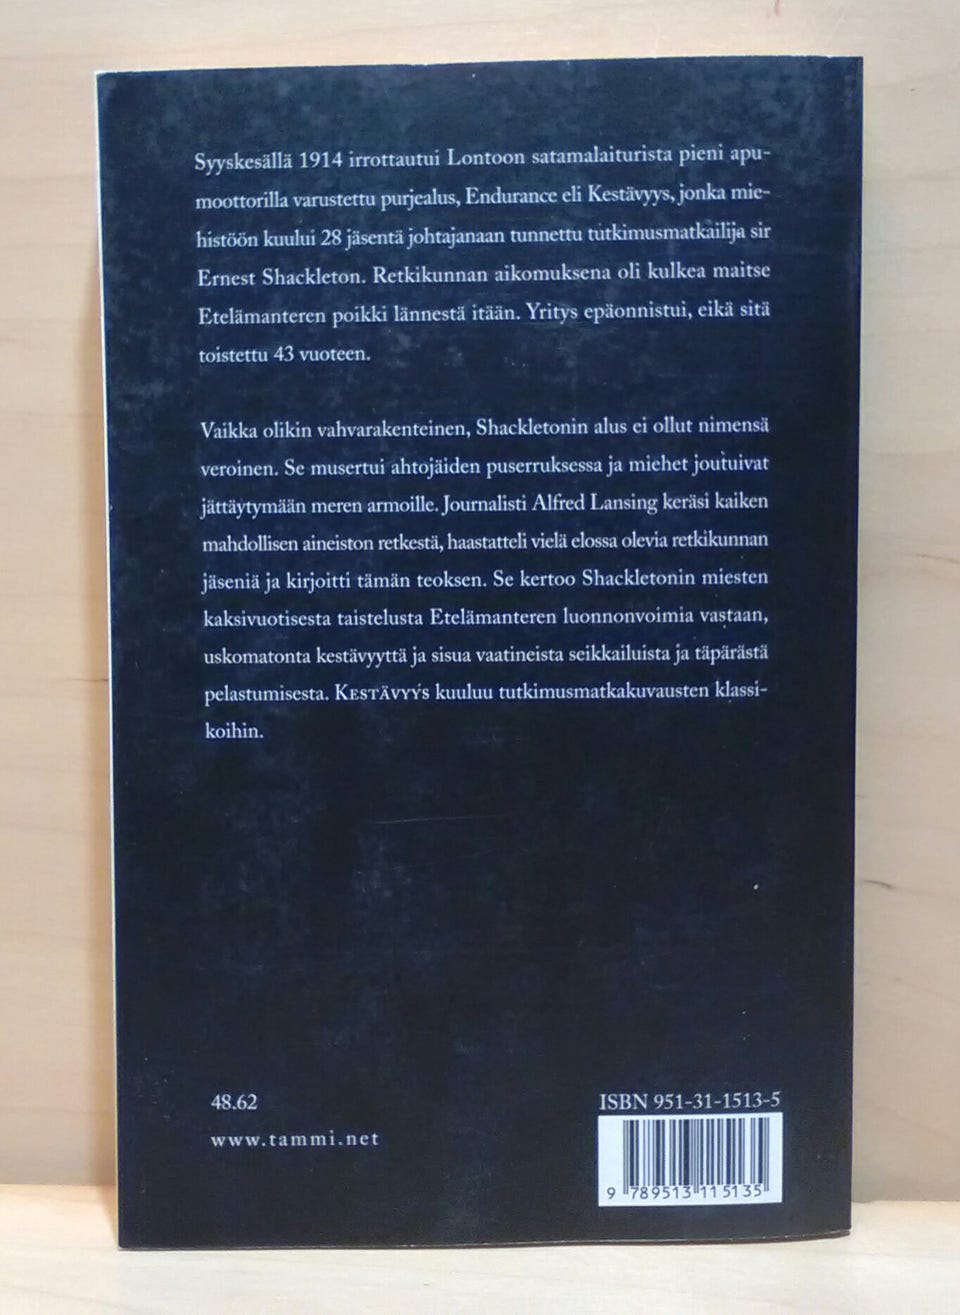 Syyskesällä 1914 irrottautui Lontoon satamalaiturista pieni apu-
moottorilla varustettu purjealus, Endurance eli Kestävyys, jonka mie-
histöön kuului 28 jäsentä johtajanaan tunnettu tutkimusmatkailija sir
Ernest Shackleton. Retkikunnan aikomuksena oli kulkea maitse
Etelämanteren poikki lännestä itään. Yritys epäonnistui, eikä sitä
toistettu 43 vuoteen.
Vaikka olikin vahvarakenteinen, Shackletonin alus ei ollut nimensä
veroinen. Se musertui ahtojäiden puserruksessa ja miehet joutuivat
jättäytymään meren armoille. Journalisti Alfred Lansing keräsi kaiken
mahdollisen aineiston retkestä, haastatteli vielä elossa olevia retkikunnan
jäseniä ja kirjoitti tämän teoksen. Se kertoo Shackletonin miesten
kaksivuotisesta taistelusta Etelämanteren luonnonvoimia vastaan,
uskomatonta kestävyyttä ja sisua vaatineista seikkailuista ja täpärästä
pelastumisesta. KESTÄVYYS kuuluu tutkimusmatkakuvausten klassi-
koihin.
48.62
www.tammi.net
ISBN 951-31-1513-5
9 789513 115135